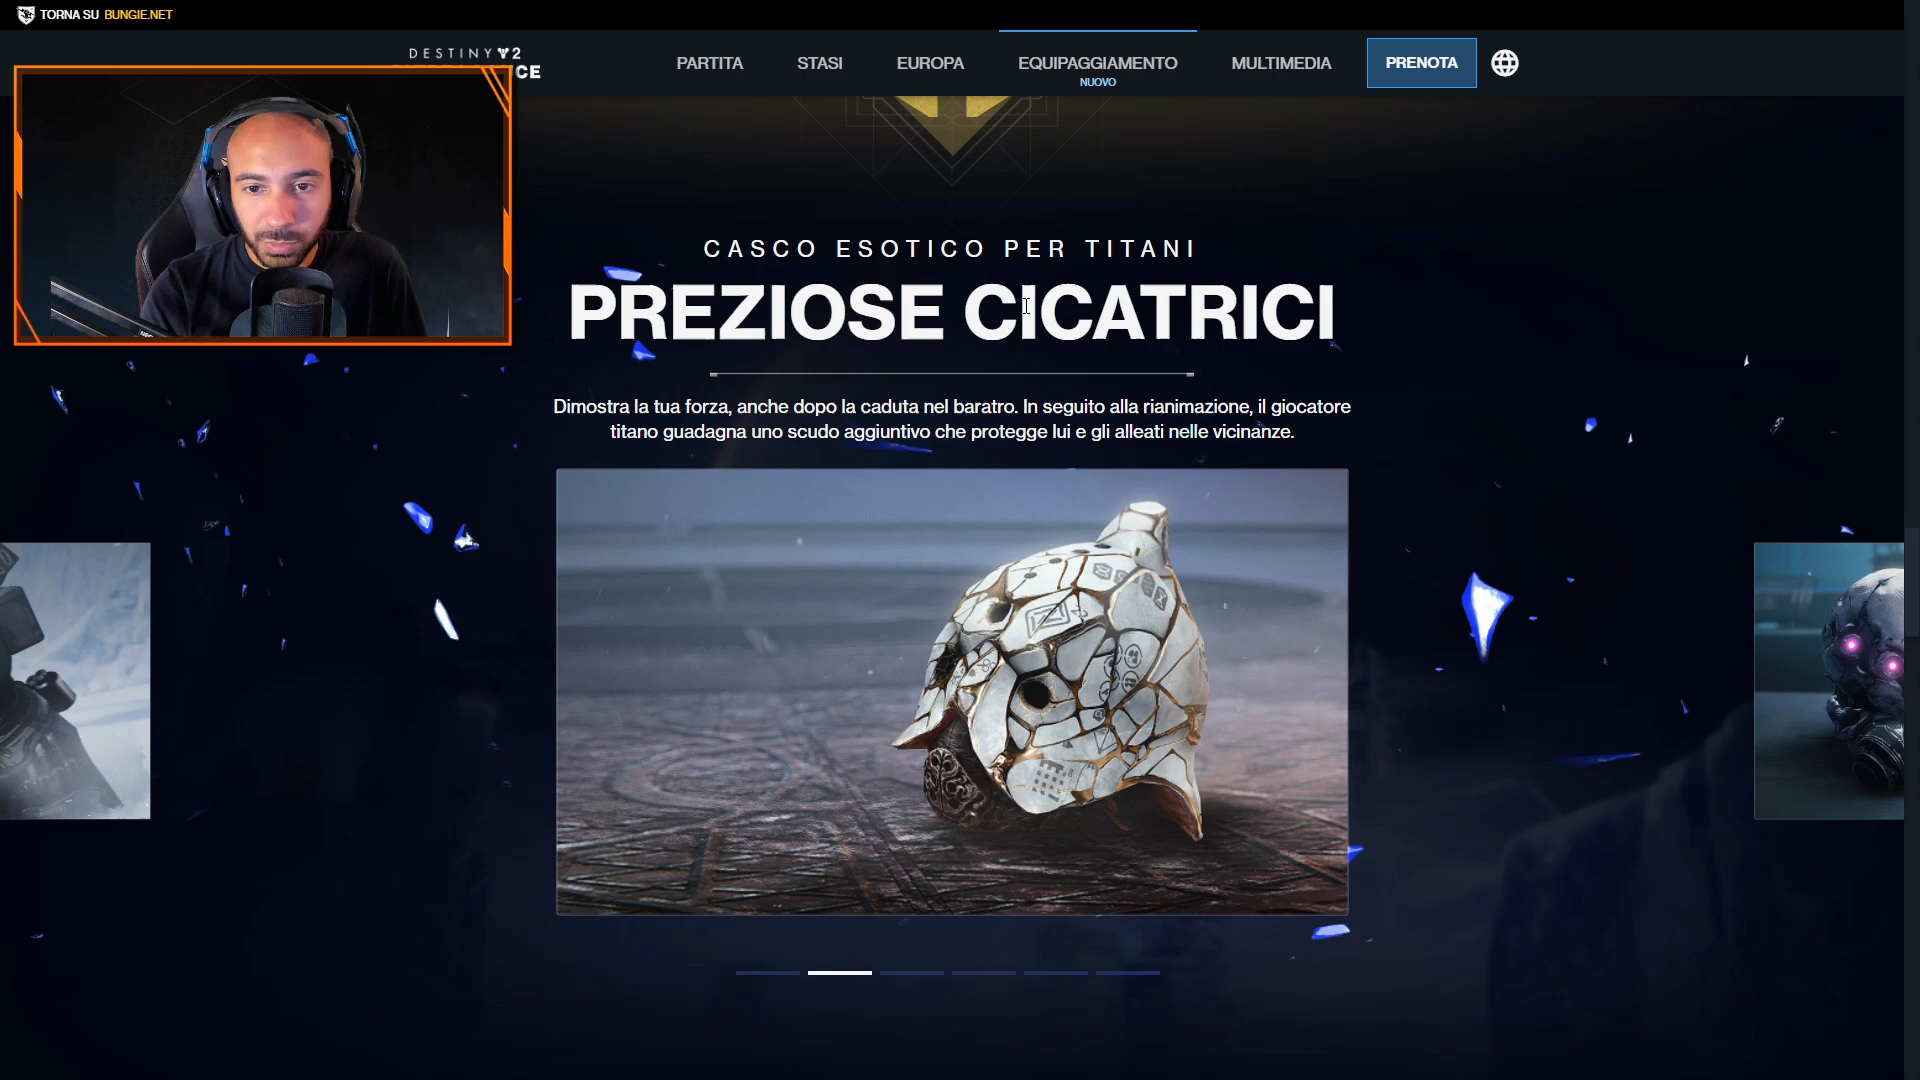 TORNA SU BUNGIE.NET
DESTINY 2
CE
PARTITA
STASI
EUROPA
EQUIPAGGIAMENTO
NUOVO
MULTIMEDIA
PRENOTA
CASCO ESOTICO PER TITANI
PREZIOSE CICATRICI
Dimostra la tua forza, anche dopo la caduta nel baratro. In seguito alla rianimazione, il giocatore
titano guadagna uno scudo aggiuntivo che protegge lui e gli alleati nelle vicinanze.